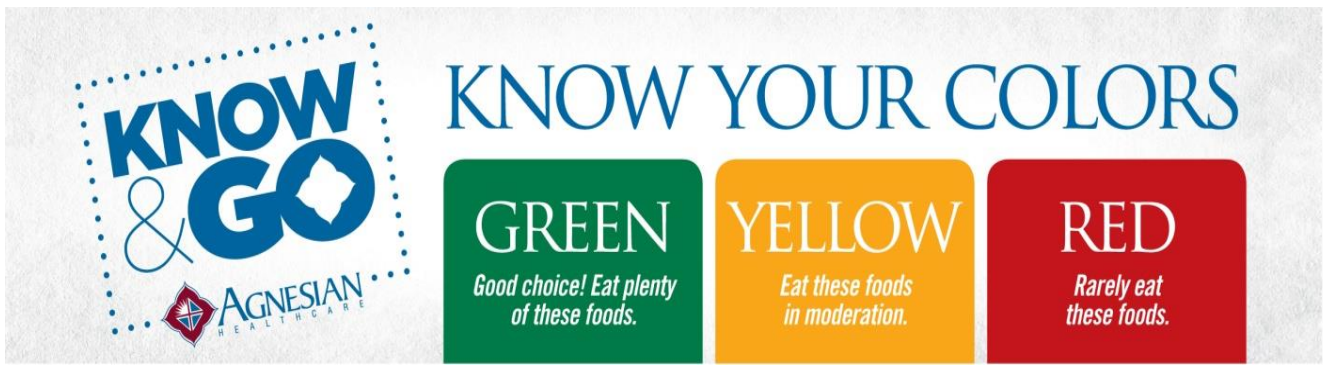 KNOW
& GO
AGNESIAN
HEALTHCARE
KNOW YOUR COLORS
GREEN
Good choice! Eat plenty
of these foods.
YELLOW
Eat these foods
in moderation.
RED
Rarely eat
these foods.